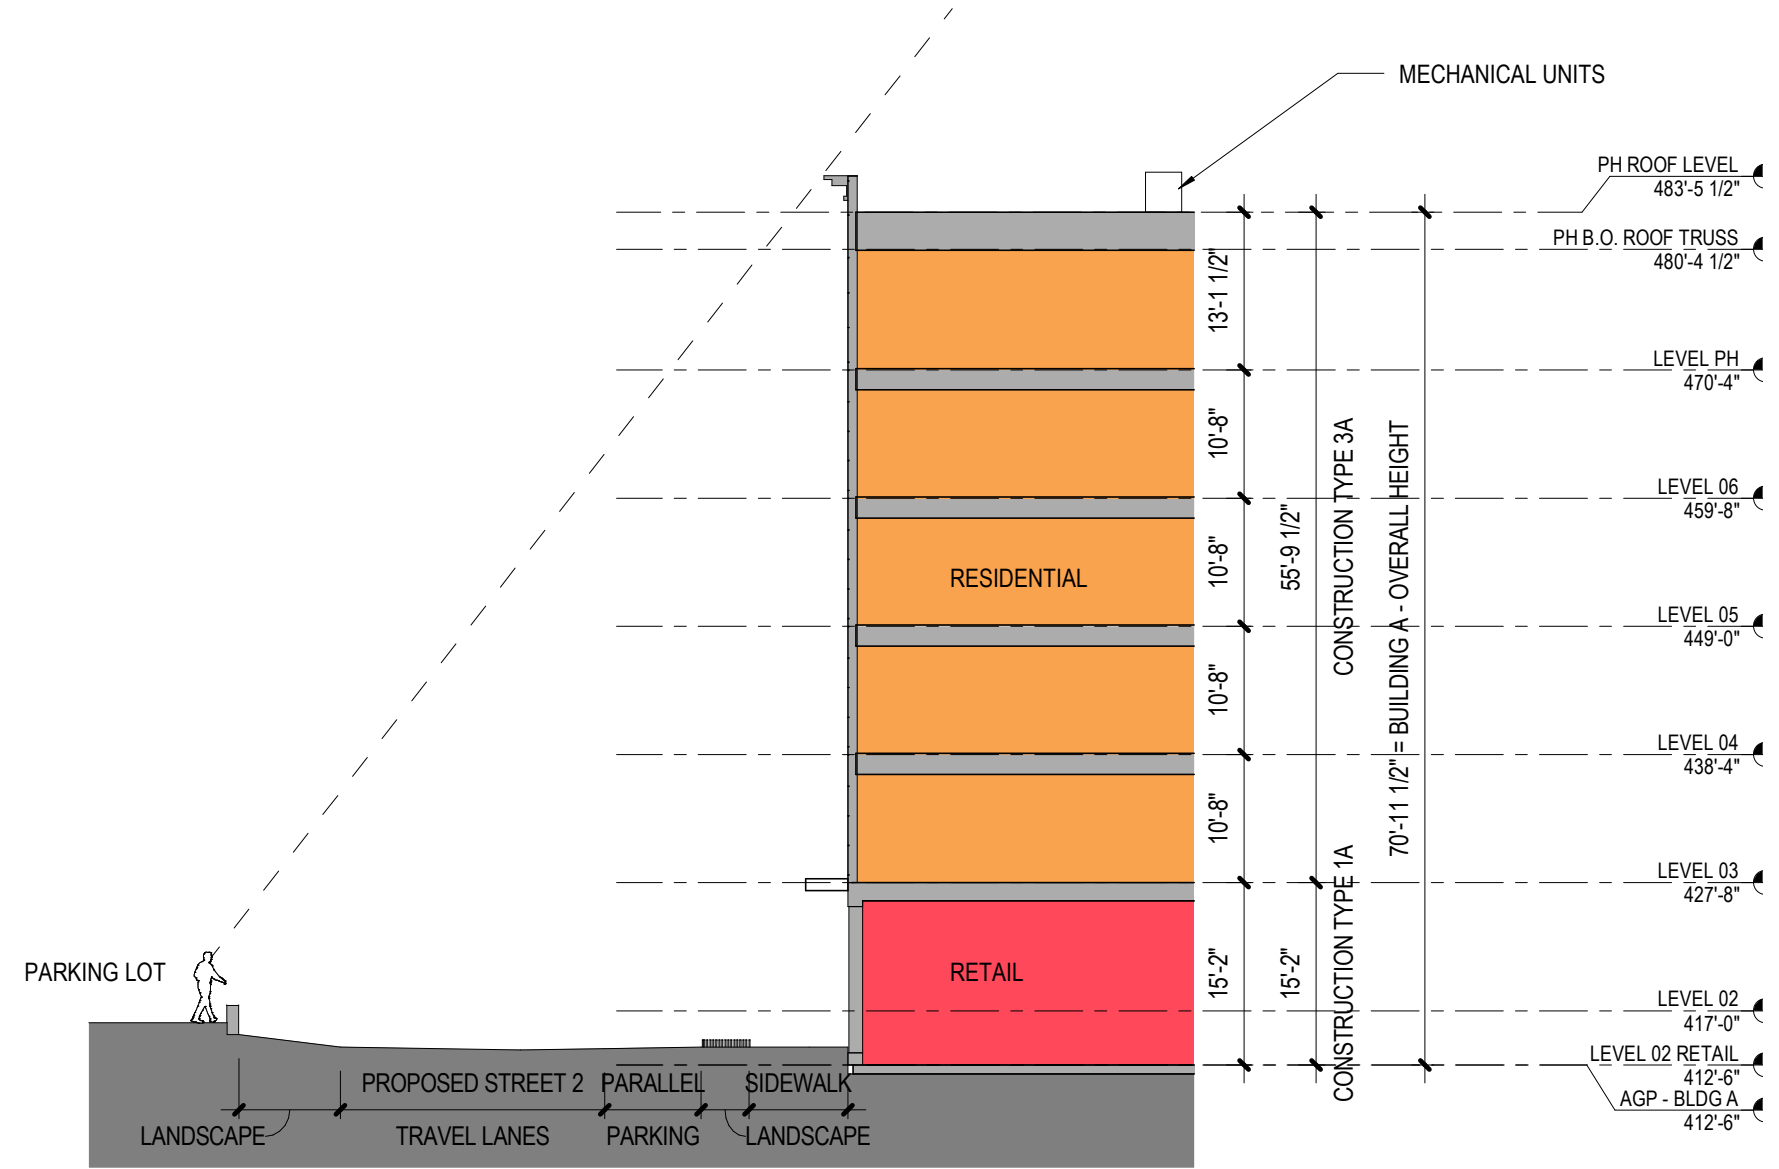 MECHANICAL UNITS
PH ROOF LEVEL
483'-5 1/2"
PH B.O. ROOF TRUSS
480'-4 1/2"
13'-1 1/2"
LEVEL PH
470'-4"
10'-8"
LEVEL 06
459'-8"
10'-8"
55'-9 1/2"
CONSTRUCTION TYPE 3A
70'-11 1/2" = BUILDING A - OVERALL HEIGHT
RESIDENTIAL
LEVEL 05
449'-0"
10'-8"
LEVEL 04
438'-4"
10'-8"
LEVEL 03
427'-8"
PARKING LOT
RETAIL
15'-2"
15'-2"
CONSTRUCTION TYPE 1A
LEVEL 02
417'-0"
LEVEL 02 RETAIL
412'-6"
AGP - BLDG A
412'-6"
PROPOSED STREET 2
PARALLEL
SIDEWALK
LANDSCAPE
TRAVEL LANES
PARKING
LANDSCAPE